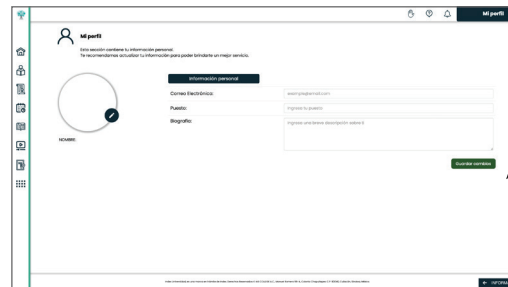 Mi perfil
Mi perfil
Esta sección contiene tu información personal.
Te recomendamos actualizar tu información para poder brindarte un mejor servicio.
Información personal
Correo Electrónico:
example@email.com
Puesto:
Ingresa tu puesto
Biografía:
Ingresa una breve descripción sobre ti
NOMBRE:
Guardar cambios